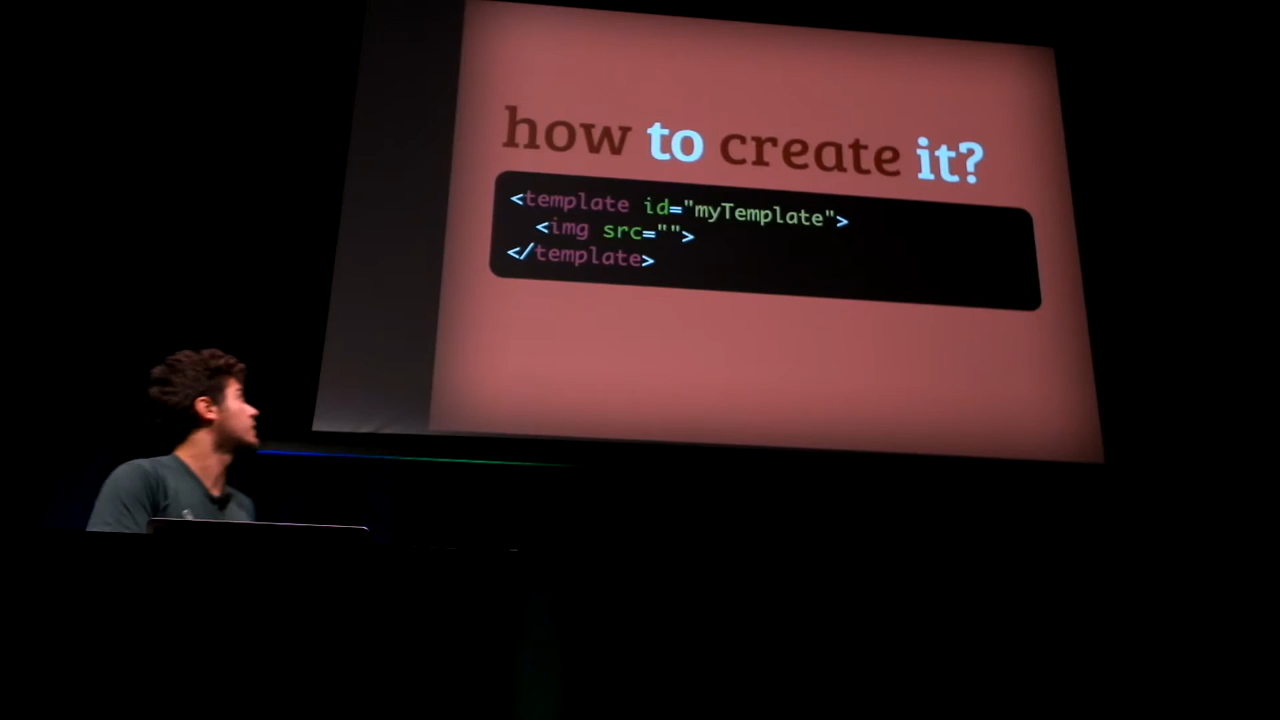 how to create it?
<template id="myTemplate">
<img src="">
</template>